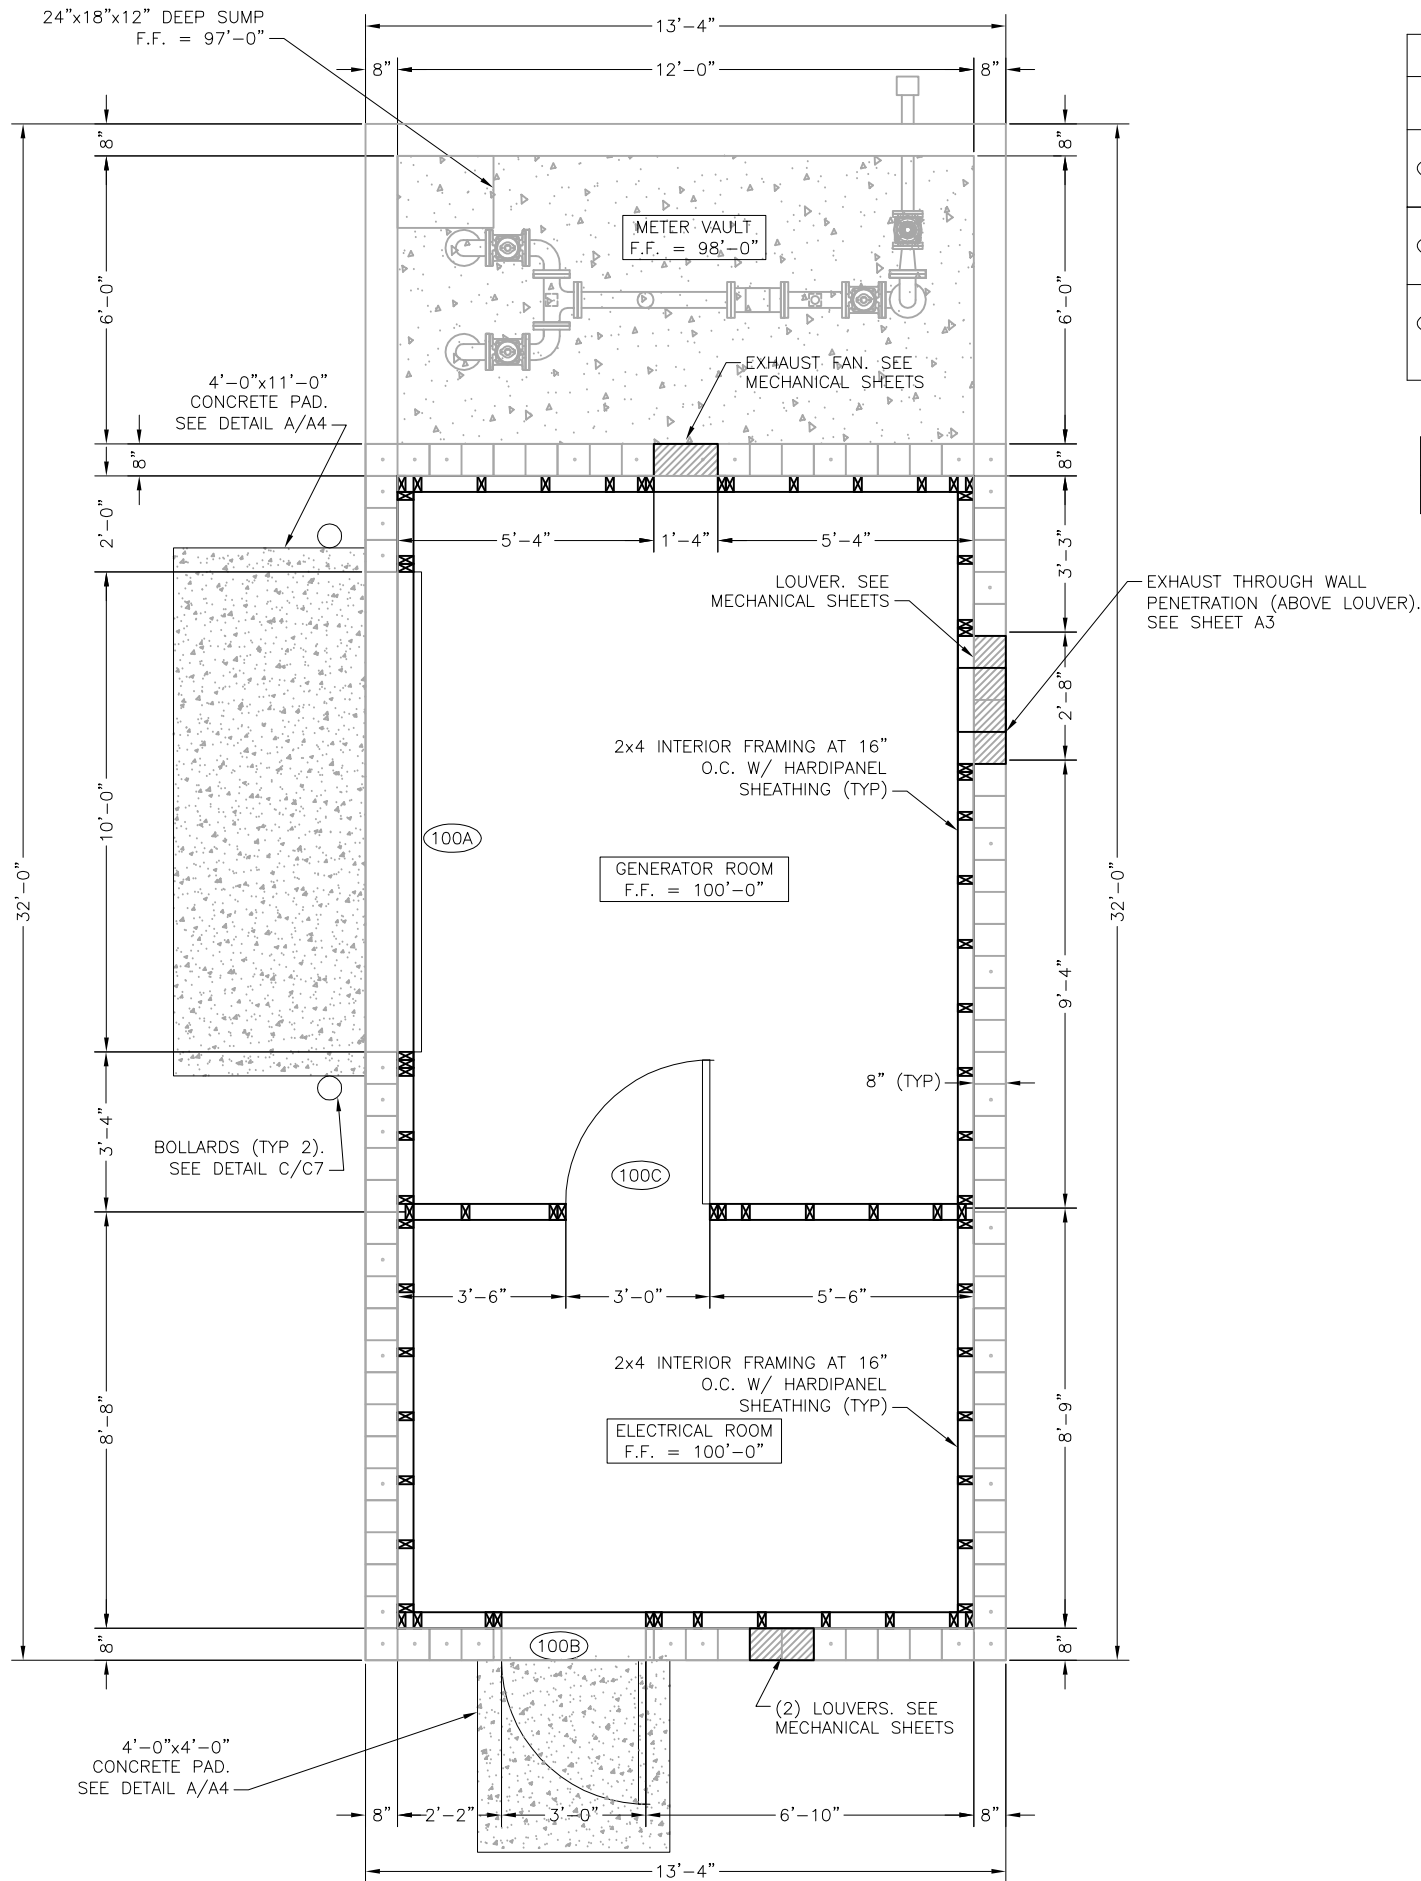 24”x18”x12” DEEP SUMP
F.F. = 97’-0”
13’-4”
8”
12’-0”
8”
8”
8”
METER VAULT
F.F. = 98’-0”
6’-0”
6’-0”
EXHAUST FAN. SEE
MECHANICAL SHEETS
4’-0”x11’-0”
CONCRETE PAD.
SEE DETAIL A/A4
8”
8”
2’-0”
5’-4”
1’-4”
5’-4”
3’-3”
LOUVER. SEE
MECHANICAL SHEETS
EXHAUST THROUGH WALL
PENETRATION (ABOVE LOUVER).
SEE SHEET A3
2’-8”
2x4 INTERIOR FRAMING AT 16”
O.C. W/ HARDIPANEL
SHEATHING (TYP)
10’-0”
100A
GENERATOR ROOM
F.F. = 100’-0”
32’-0”
32’-0”
9’-4”
8” (TYP)
3’-4”
BOLLARDS (TYP 2).
SEE DETAIL C/C7
100C
3’-6”
3’-0”
5’-6”
2x4 INTERIOR FRAMING AT 16”
O.C. W/ HARDIPANEL
SHEATHING (TYP)
8’-8”
8’-9”
ELECTRICAL ROOM
F.F. = 100’-0”
8”
100B
8”
(2) LOUVERS. SEE
MECHANICAL SHEETS
4’-0”x4’-0”
CONCRETE PAD.
SEE DETAIL A/A4
8”
2’-2”
3’-0”
6’-10”
8”
13’-4”